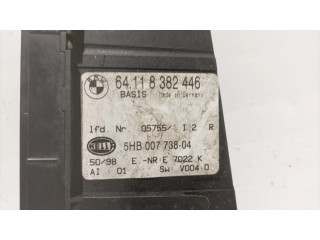 64.11 8 382 446
BASIS made in Germany
lfd. Nr. 05755/ I 2 R
Hella 5HB 007 738-04
50/98 E.-NR E 7022 K
AI : 01 Sw V004.0